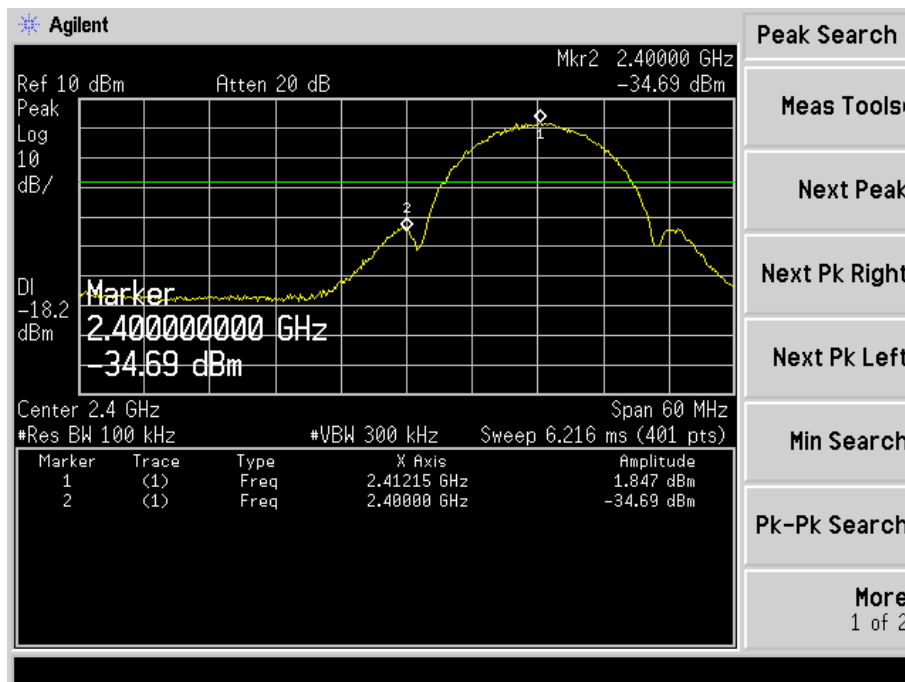 Agilent
Peak Search
Mkr2 2.40000 GHz
Ref 10 dBm Atten 20 dB -34.69 dBm
Peak
Log
10
dB/
1
2
DI
-18.2
dBm
Marker
2.400000000 GHz
-34.69 dBm
Center 2.4 GHz Span 60 MHz
#Res BW 100 kHz #VBW 300 kHz Sweep 6.216 ms (401 pts)
Marker Trace Type X Axis Amplitude
1 (1) Freq 2.41215 GHz 1.847 dBm
2 (1) Freq 2.40000 GHz -34.69 dBm
Meas Tools
Next Peak
Next Pk Right
Next Pk Left
Min Search
Pk-Pk Search
More
1 of 2